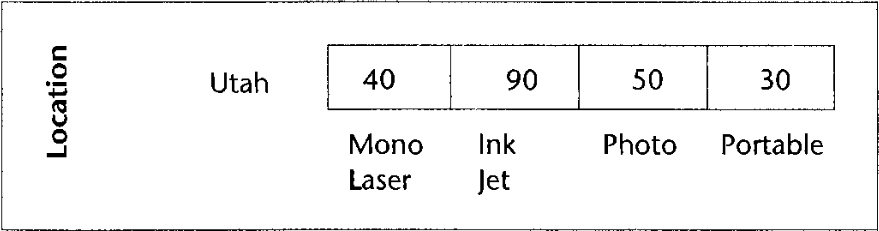 Location
Utah 40 90 50 30
Mono Ink Photo Portable
Laser Jet